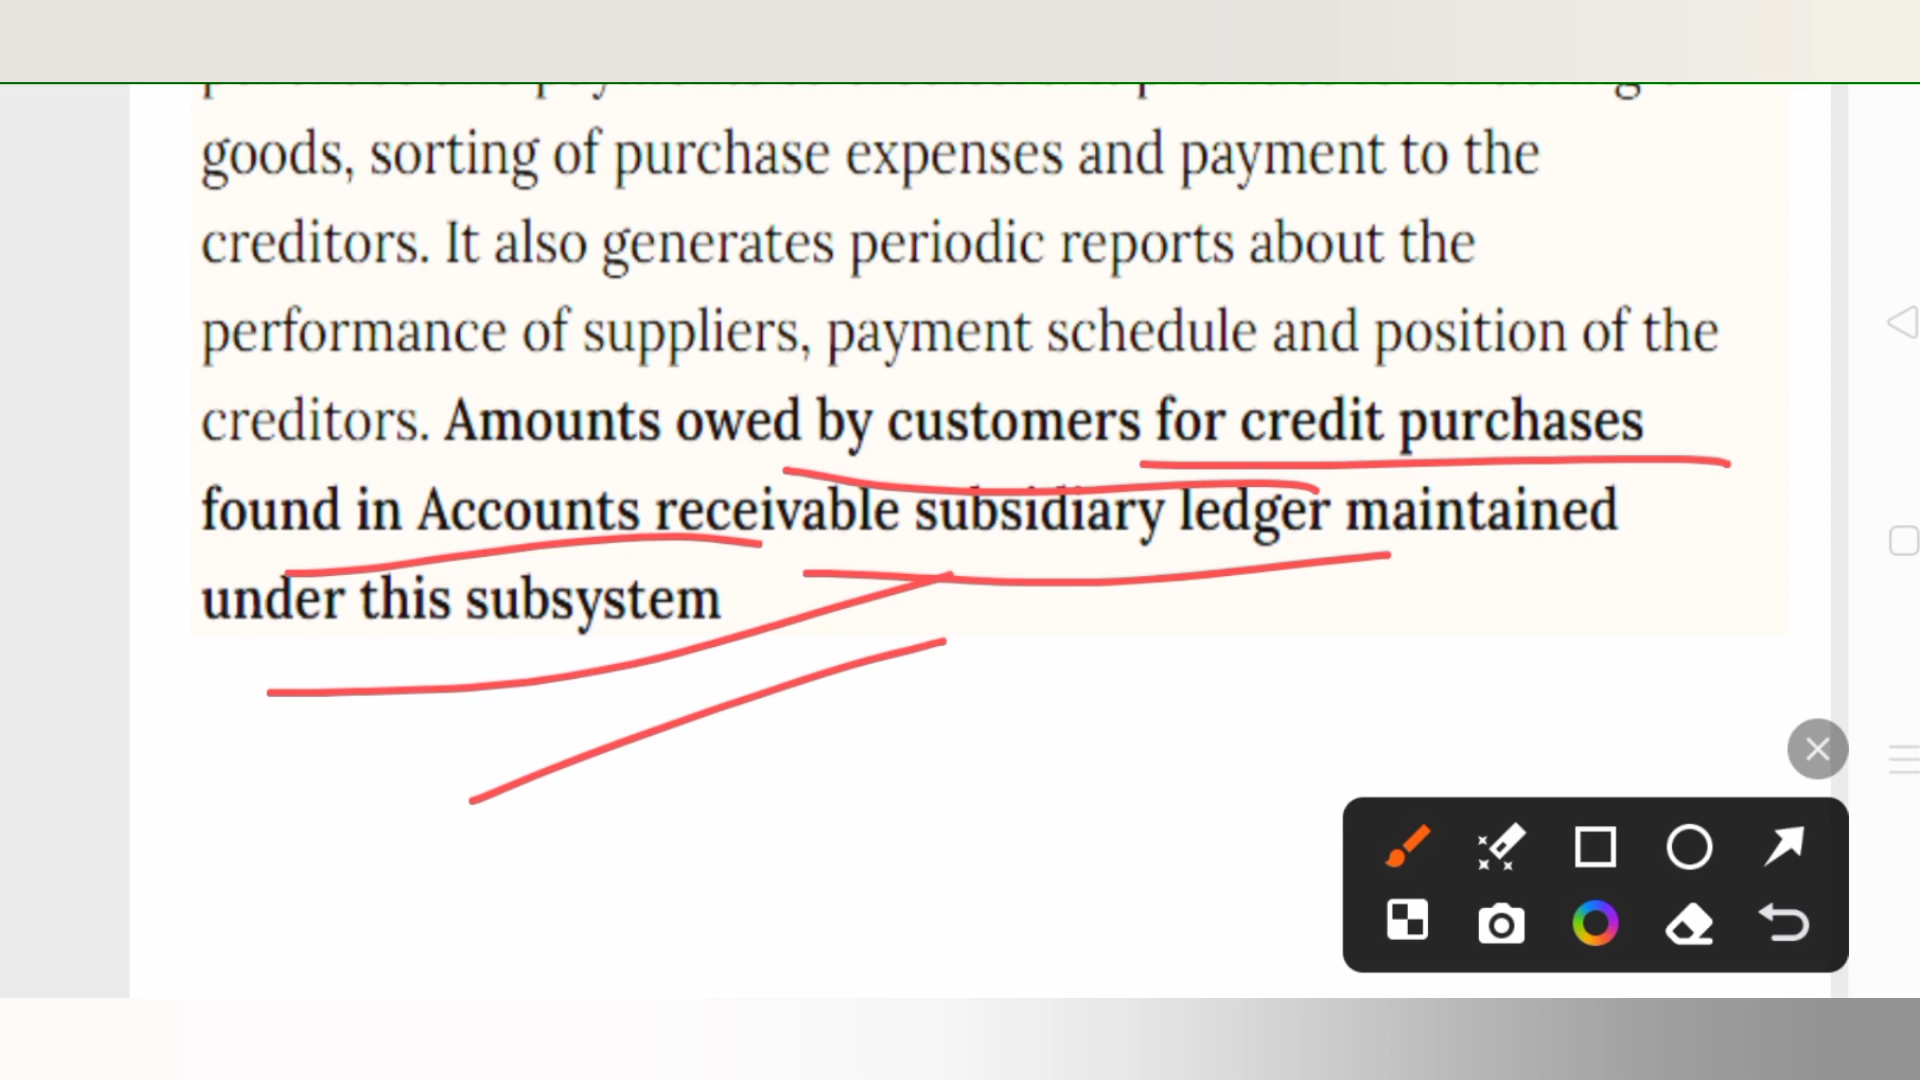 goods, sorting of purchase expenses and payment to the
creditors. It also generates periodic reports about the
performance of suppliers, payment schedule and position of the
creditors. Amounts owed by customers for credit purchases
found in Accounts receivable subsidiary ledger maintained
under this subsystem